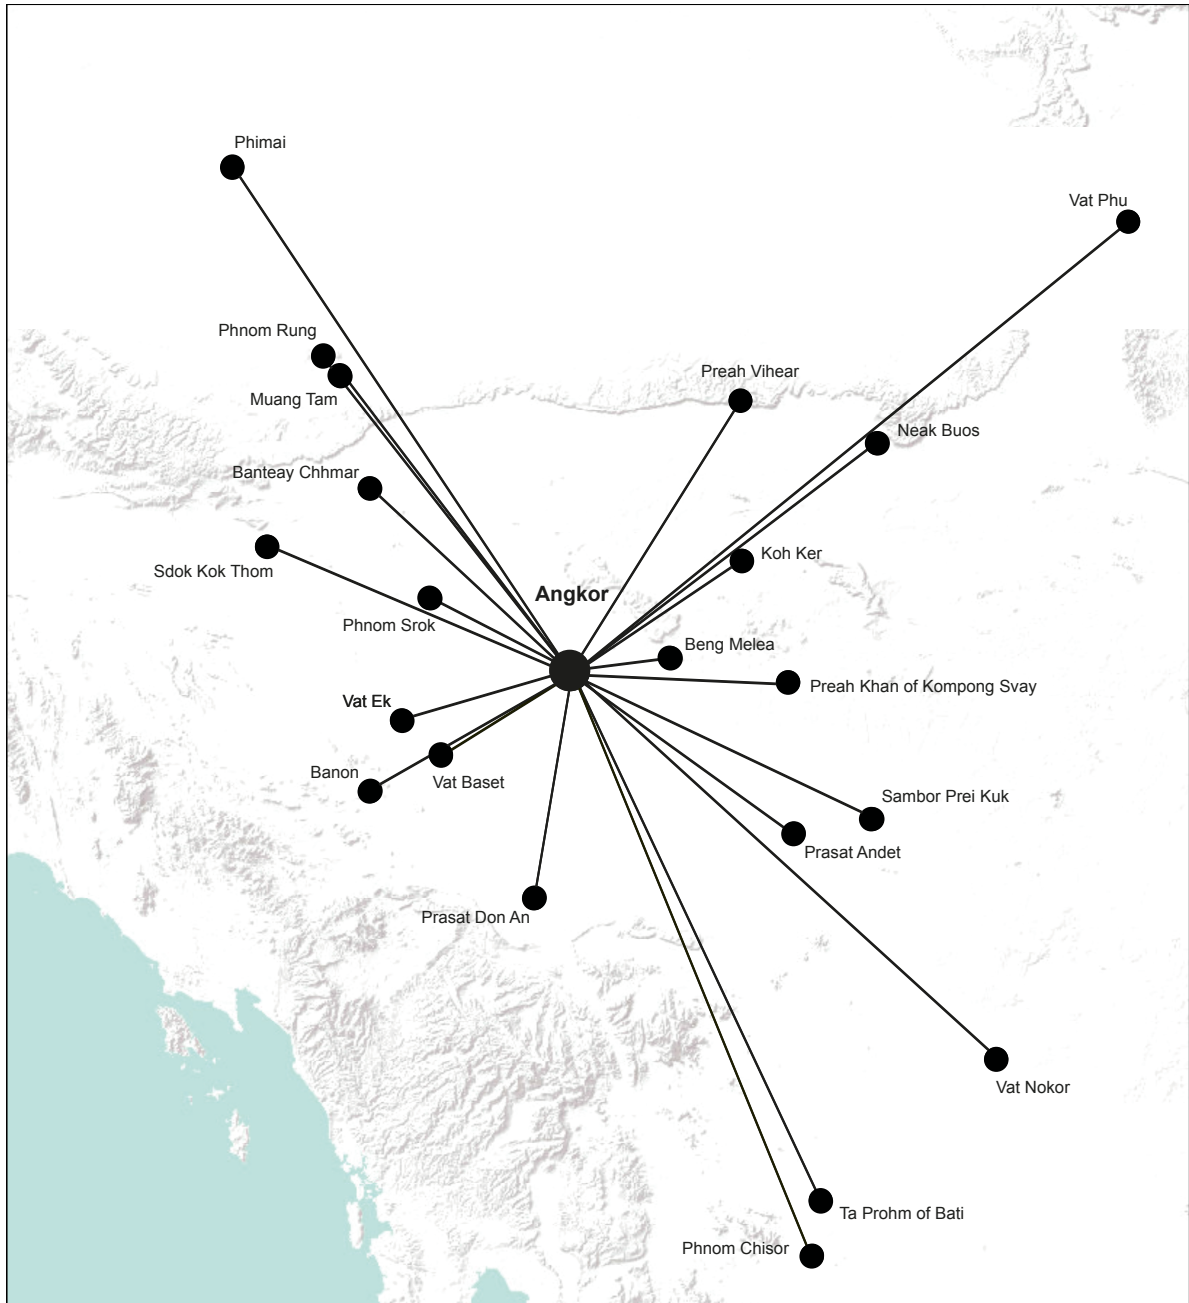 Phimai
Vat Phu
Phnom Rung
Muang Tam
Preah Vihear
Neak Buos
Banteay Chhmar
Sdok Kok Thom
Koh Ker
Angkor
Phnom Srok
Beng Melea
Preah Khan of Kompong Svay
Vat Ek
Banon
Vat Baset
Sambor Prei Kuk
Prasat Andet
Prasat Don An
Vat Nokor
Ta Prohm of Bati
Phnom Chisor